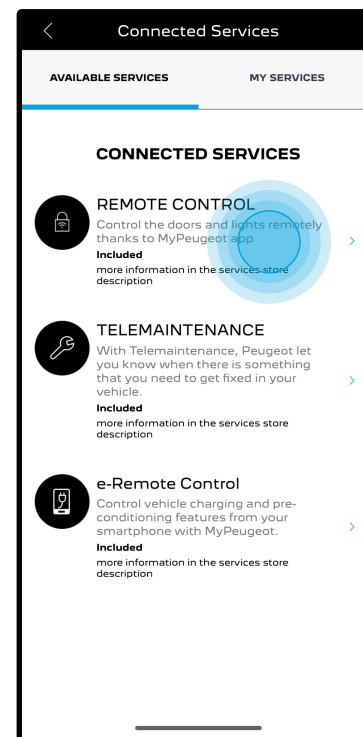 Connected Services
AVAILABLE SERVICES
MY SERVICES
CONNECTED SERVICES
REMOTE CONTROL
Control the doors and lights remotely
thanks to MyPeugeot app
Included
more information in the services store
description
TELEMAINTENANCE
With Telemaintenance, Peugeot let
you know when there is something
that you need to get fixed in your
vehicle.
Included
more information in the services store
description
e-Remote Control
Control vehicle charging and pre-
conditioning features from your
smartphone with MyPeugeot.
Included
more information in the services store
description